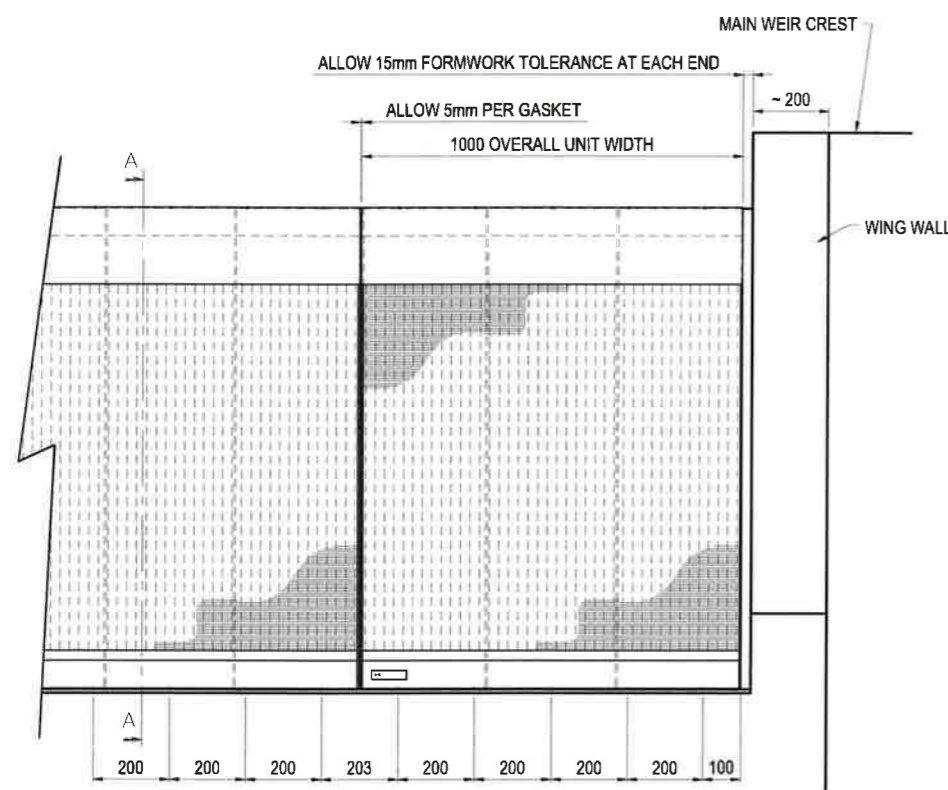 MAIN WEIR CREST
ALLOW 15mm FORMWORK TOLERANCE AT EACH END
~ 200
ALLOW 5mm PER GASKET
1000 OVERALL UNIT WIDTH
A
WING WALL
A
200 200 200 203 200 200 200 200 100